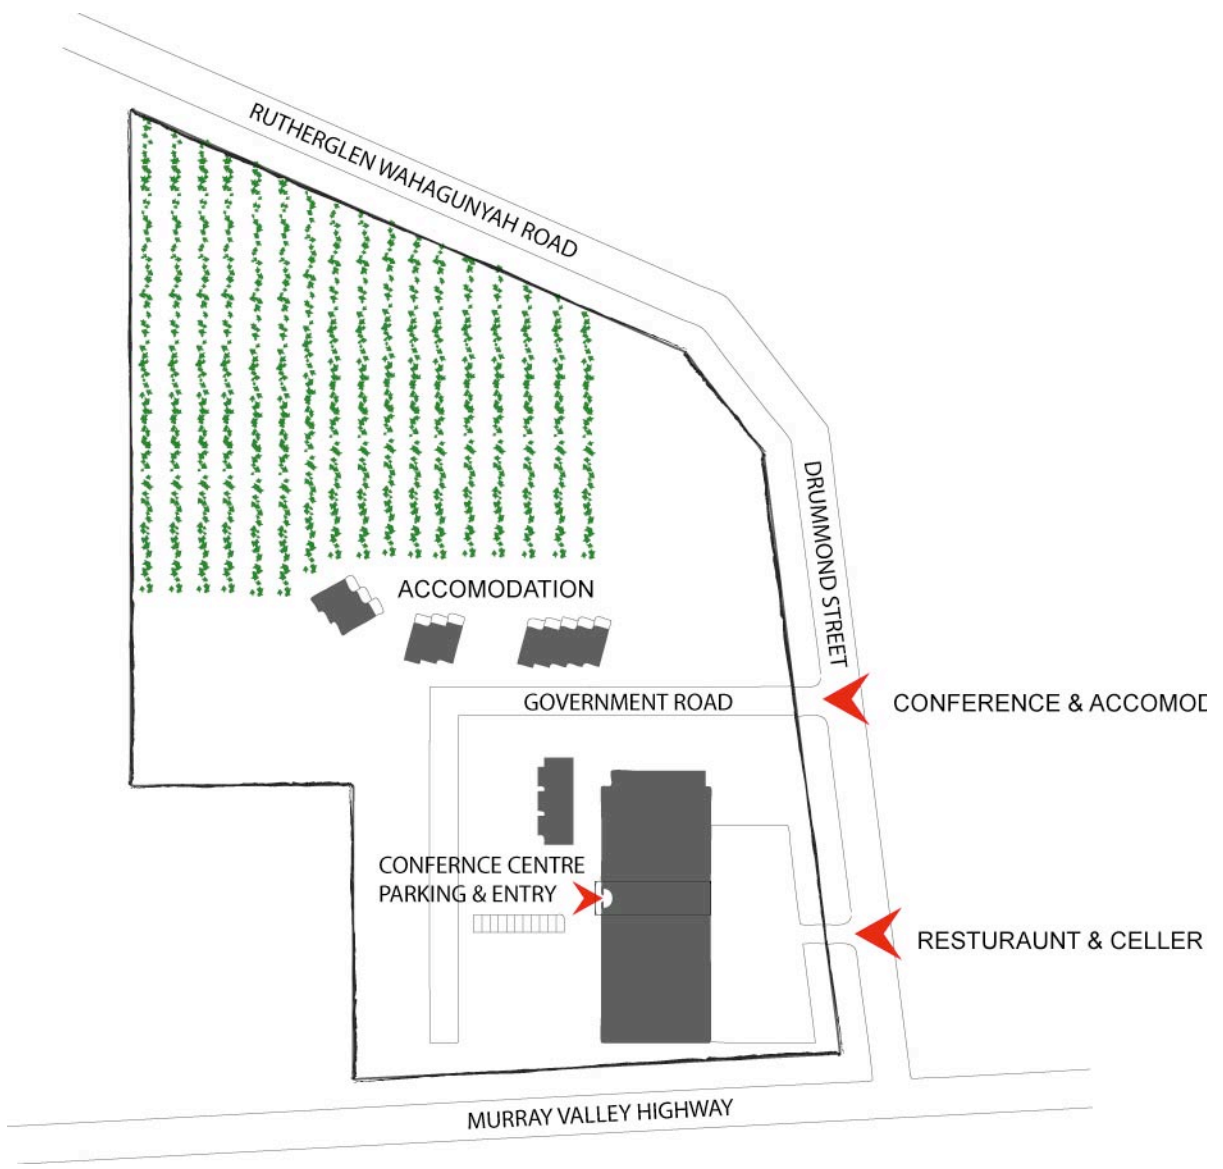 RUTHERGLEN WAHAGUNYAH ROAD
DRUMMOND STREET
ACCOMODATION
GOVERNMENT ROAD
CONFERENCE & ACCOMOD
CONFERNCE CENTRE
PARKING & ENTRY
RESTURAUNT & CELLER
MURRAY VALLEY HIGHWAY